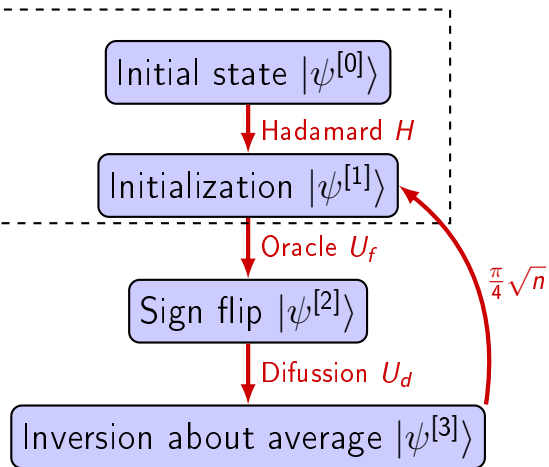 Initial state |ψ^[0]⟩
Hadamard H
Initialization |ψ^[1]⟩
Oracle U_f
π/4 √n
Sign flip |ψ^[2]⟩
Difussion U_d
Inversion about average |ψ^[3]⟩